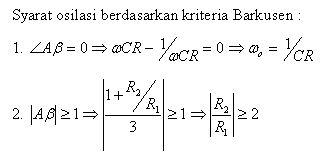 Syarat osilasi berdasarkan kriteria Barkusen :
1. ∠Aβ = 0 ⇒ ωCR − 1/ωCR = 0 ⇒ ωₒ = 1/CR
2. |Aβ| ≥ 1 ⇒ |(1 + R₂/R₁)/3| ≥ 1 ⇒ |R₂/R₁| ≥ 2